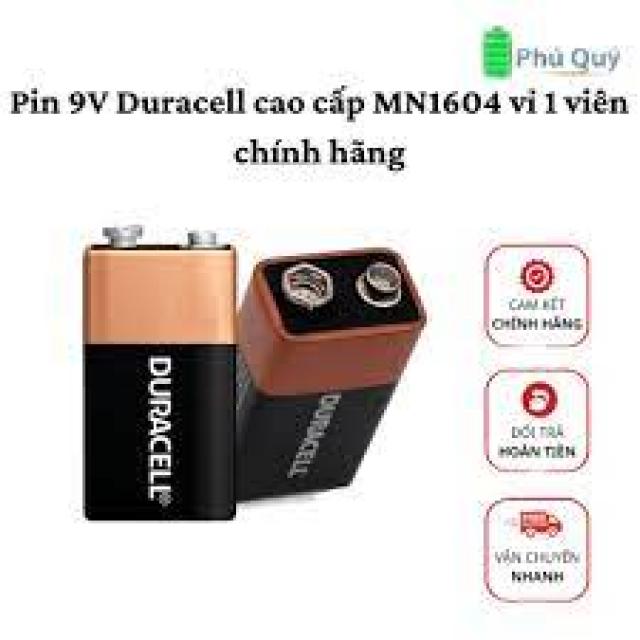 Phú Quý
Pin 9V Duracell cao cấp MN1604 vỉ 1 viên
chính hãng
DURACELL
DURACELL
CAM KẾT
CHÍNH HÃNG
ĐỔI TRẢ
HOÀN TIỀN
VẬN CHUYỂN
NHANH